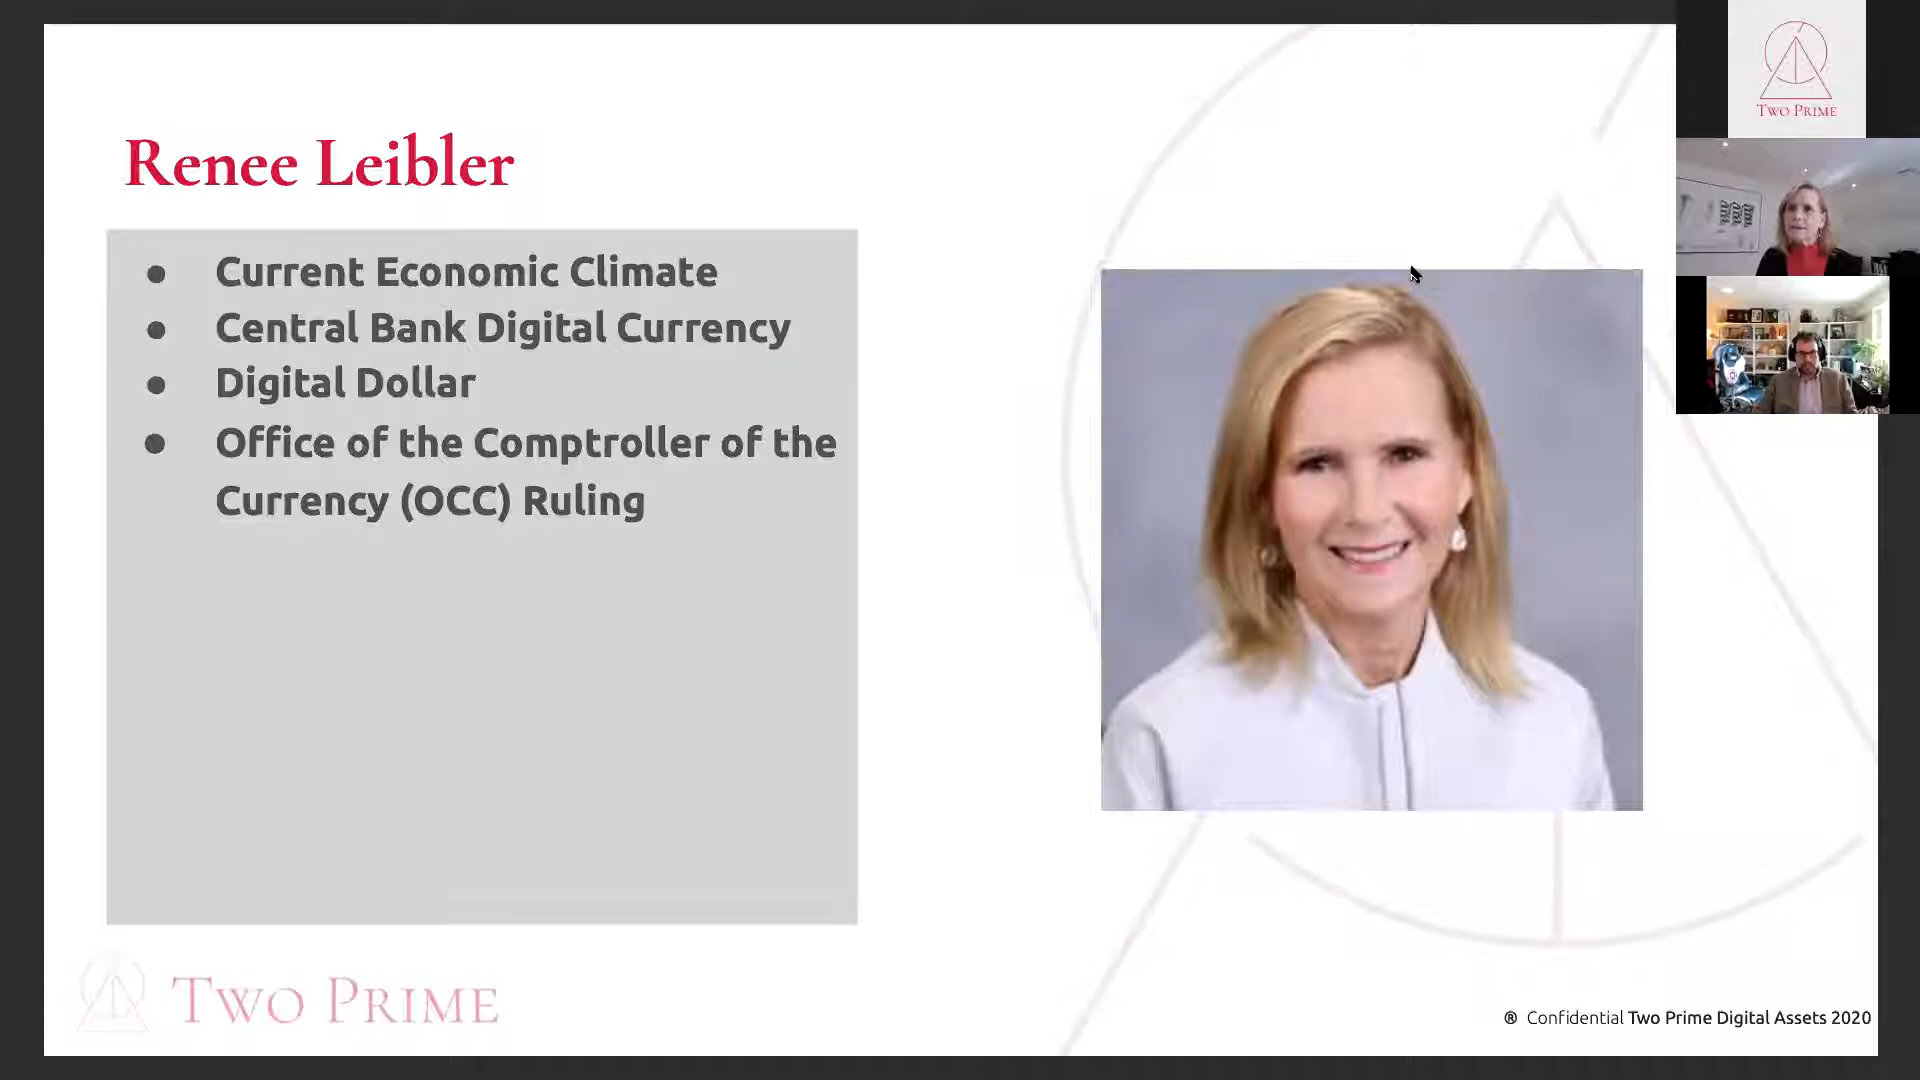 Renee Leibler
● Current Economic Climate
● Central Bank Digital Currency
● Digital Dollar
● Office of the Comptroller of the
Currency (OCC) Ruling
TWO PRIME
® Confidential Two Prime Digital Assets 2020
TWO PRIME